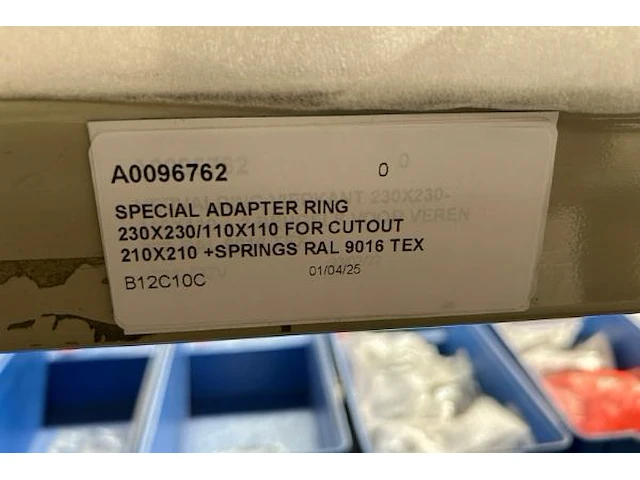 A0096762 0
SPECIAL ADAPTER RING
230X230/110X110 FOR CUTOUT
210X210 +SPRINGS RAL 9016 TEX
B12C10C 01/04/25